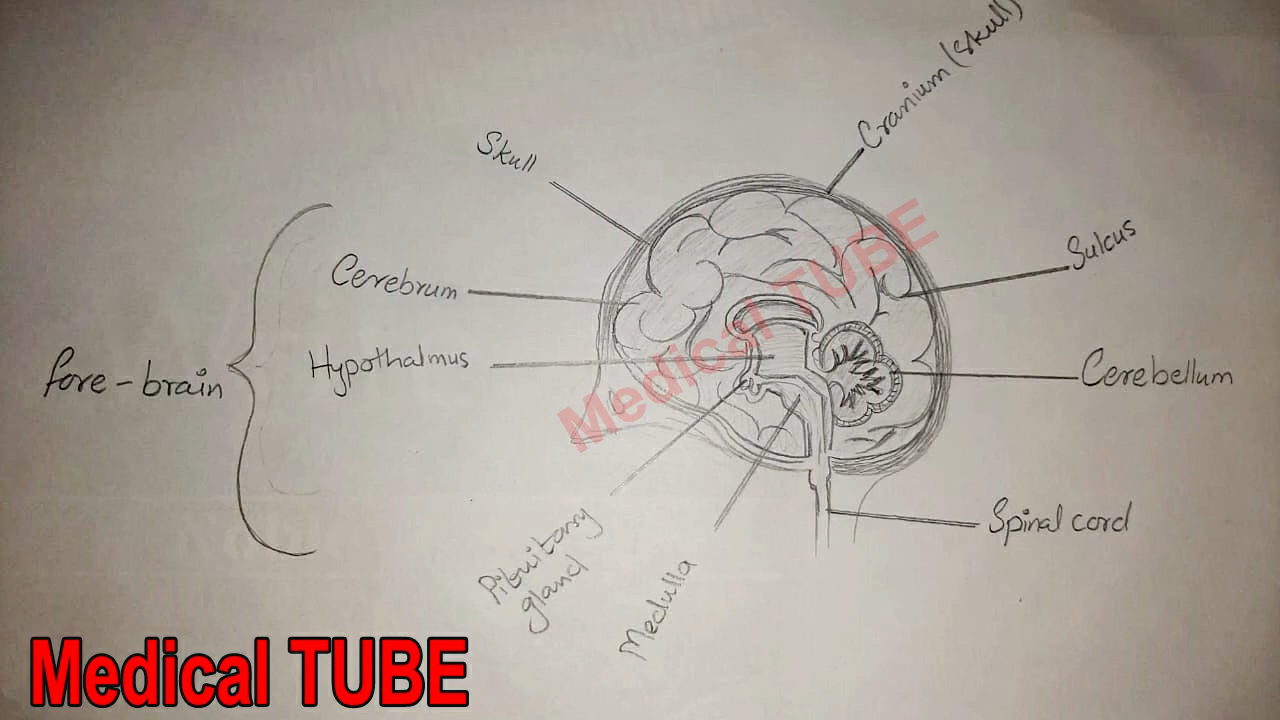 Cranium (skull)
Skull
Sulcus
Cerebrum
Hypothalmus
fore-brain
Cerebellum
Spinal cord
Pituitary
gland
Medulla
Medical TUBE
Medical TUBE